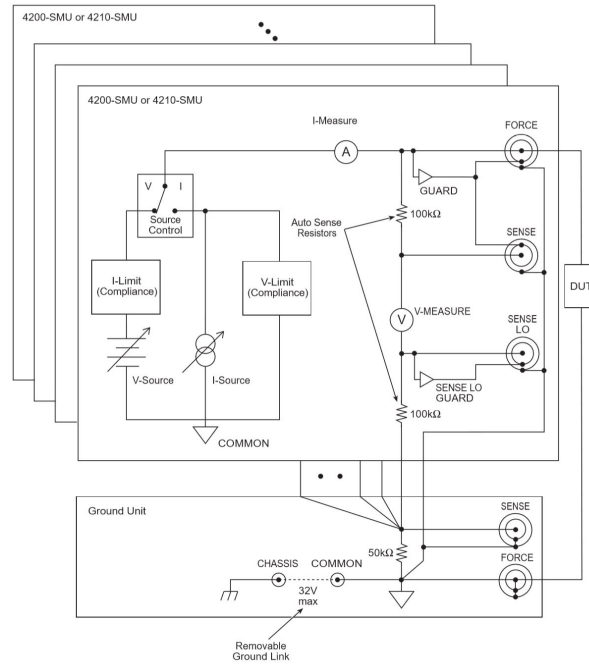 4200-SMU or 4210-SMU
4200-SMU or 4210-SMU
I-Measure
FORCE
A
V I
Source
Control
GUARD
100kΩ
Auto Sense
Resistors
SENSE
I-Limit
(Compliance)
V-Limit
(Compliance)
DUT
V
V-MEASURE
SENSE
LO
V-Source
I-Source
SENSE LO
GUARD
100kΩ
COMMON
Ground Unit
SENSE
50kΩ
FORCE
CHASSIS COMMON
32V
max
Removable
Ground Link